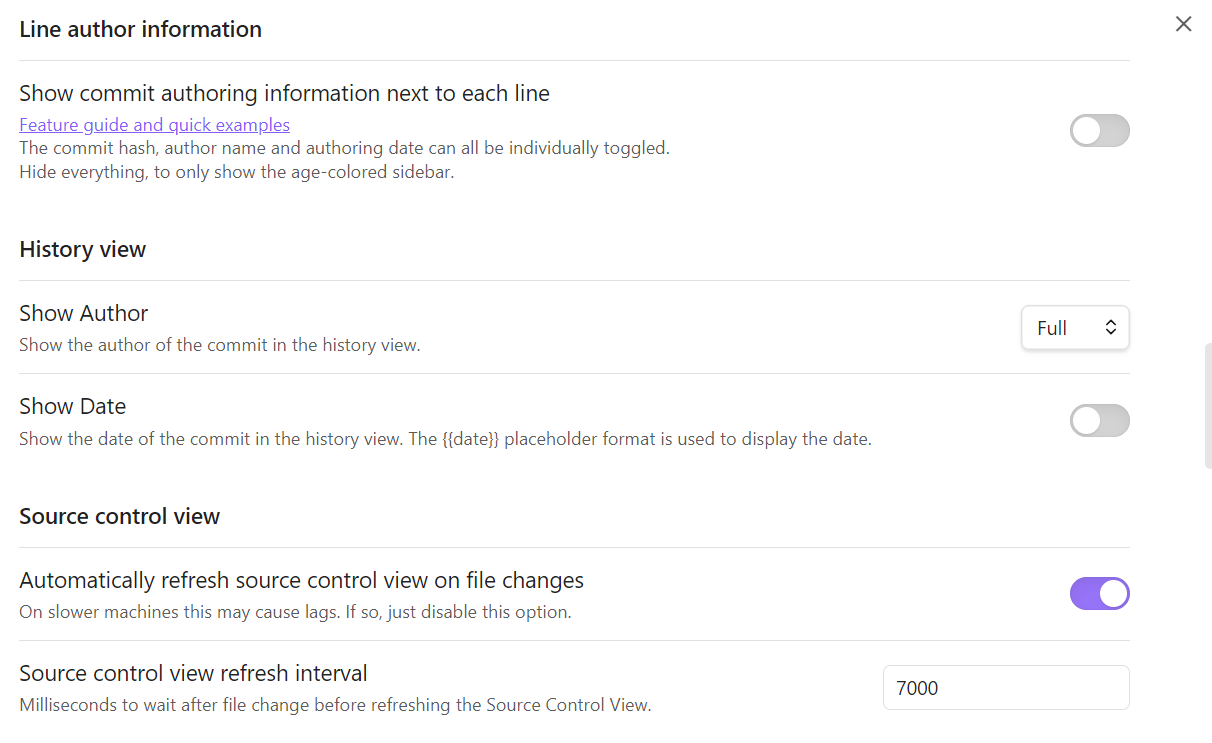 Line author information
Show commit authoring information next to each line
Feature guide and quick examples
The commit hash, author name and authoring date can all be individually toggled.
Hide everything, to only show the age-colored sidebar.
History view
Show Author
Show the author of the commit in the history view.
Full
Show Date
Show the date of the commit in the history view. The {{date}} placeholder format is used to display the date.
Source control view
Automatically refresh source control view on file changes
On slower machines this may cause lags. If so, just disable this option.
Source control view refresh interval
Milliseconds to wait after file change before refreshing the Source Control View.
7000